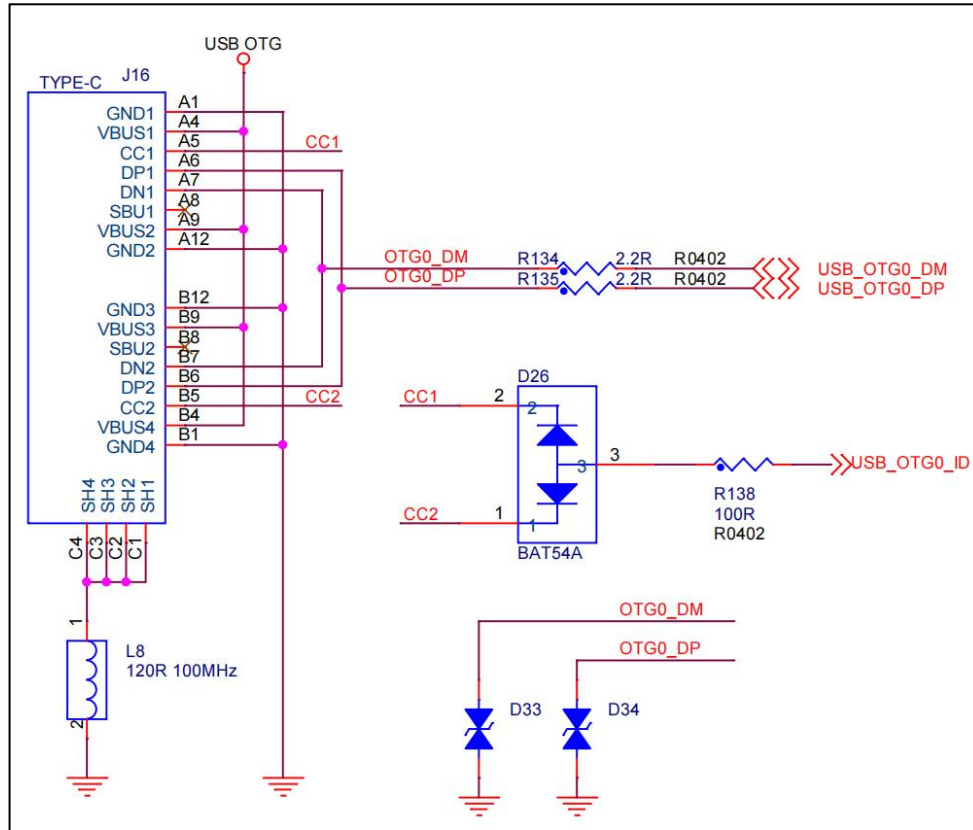 USB OTG
TYPE-C J16
GND1 A1
VBUS1 A4
CC1 A5 CC1
DP1 A6
DN1 A7
SBU1 A8
VBUS2 A9
GND2 A12
OTG0_DM R134 2.2R R0402 USB_OTG0_DM
OTG0_DP R135 2.2R R0402 USB_OTG0_DP
GND3 B12
VBUS3 B9
SBU2 B8
DN2 B7
DP2 B6
CC2 B5 CC2
VBUS4 B4
GND4 B1
D26
CC1 2 2
3 3 USB_OTG0_ID
R138
100R
R0402
CC2 1 1
BAT54A
SH4 SH3 SH2 SH1
C4 C3 C2 C1
1
L8
120R 100MHz
2
OTG0_DM
OTG0_DP
D33 D34